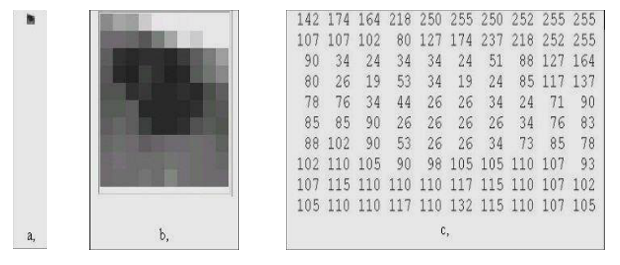 142 174 164 218 250 255 250 252 255 255
107 107 102 80 127 174 237 218 252 255
90 34 24 34 34 24 51 88 127 164
80 26 19 53 34 19 24 85 117 137
78 76 34 44 26 26 34 24 71 90
85 85 90 26 26 26 26 34 76 83
88 102 90 53 26 26 34 73 85 78
102 110 105 90 98 105 105 110 107 93
107 115 110 110 110 117 115 110 107 102
105 110 110 117 110 132 115 110 107 105
a,
b,
c,